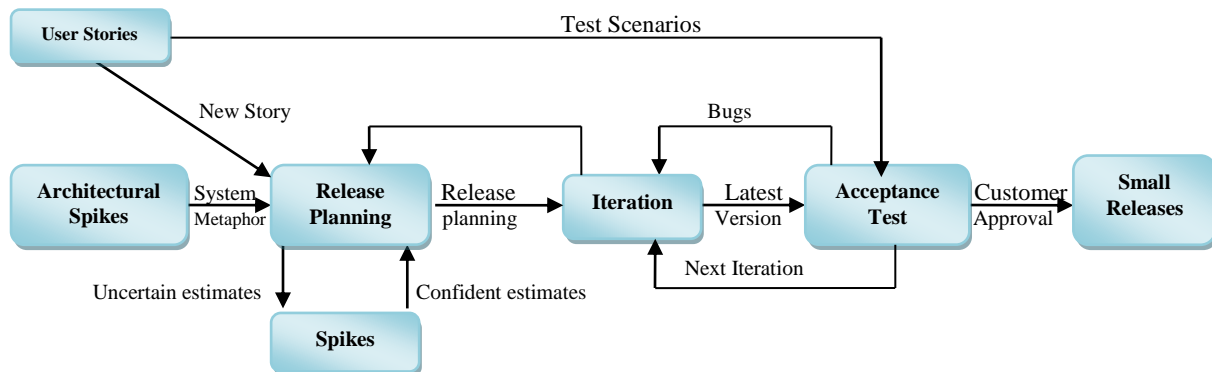 User Stories
Test Scenarios
New Story
Bugs
Architectural
Spikes
System
Metaphor
Release
Planning
Release
planning
Iteration
Latest
Version
Acceptance
Test
Customer
Approval
Small
Releases
Next Iteration
Uncertain estimates
Confident estimates
Spikes